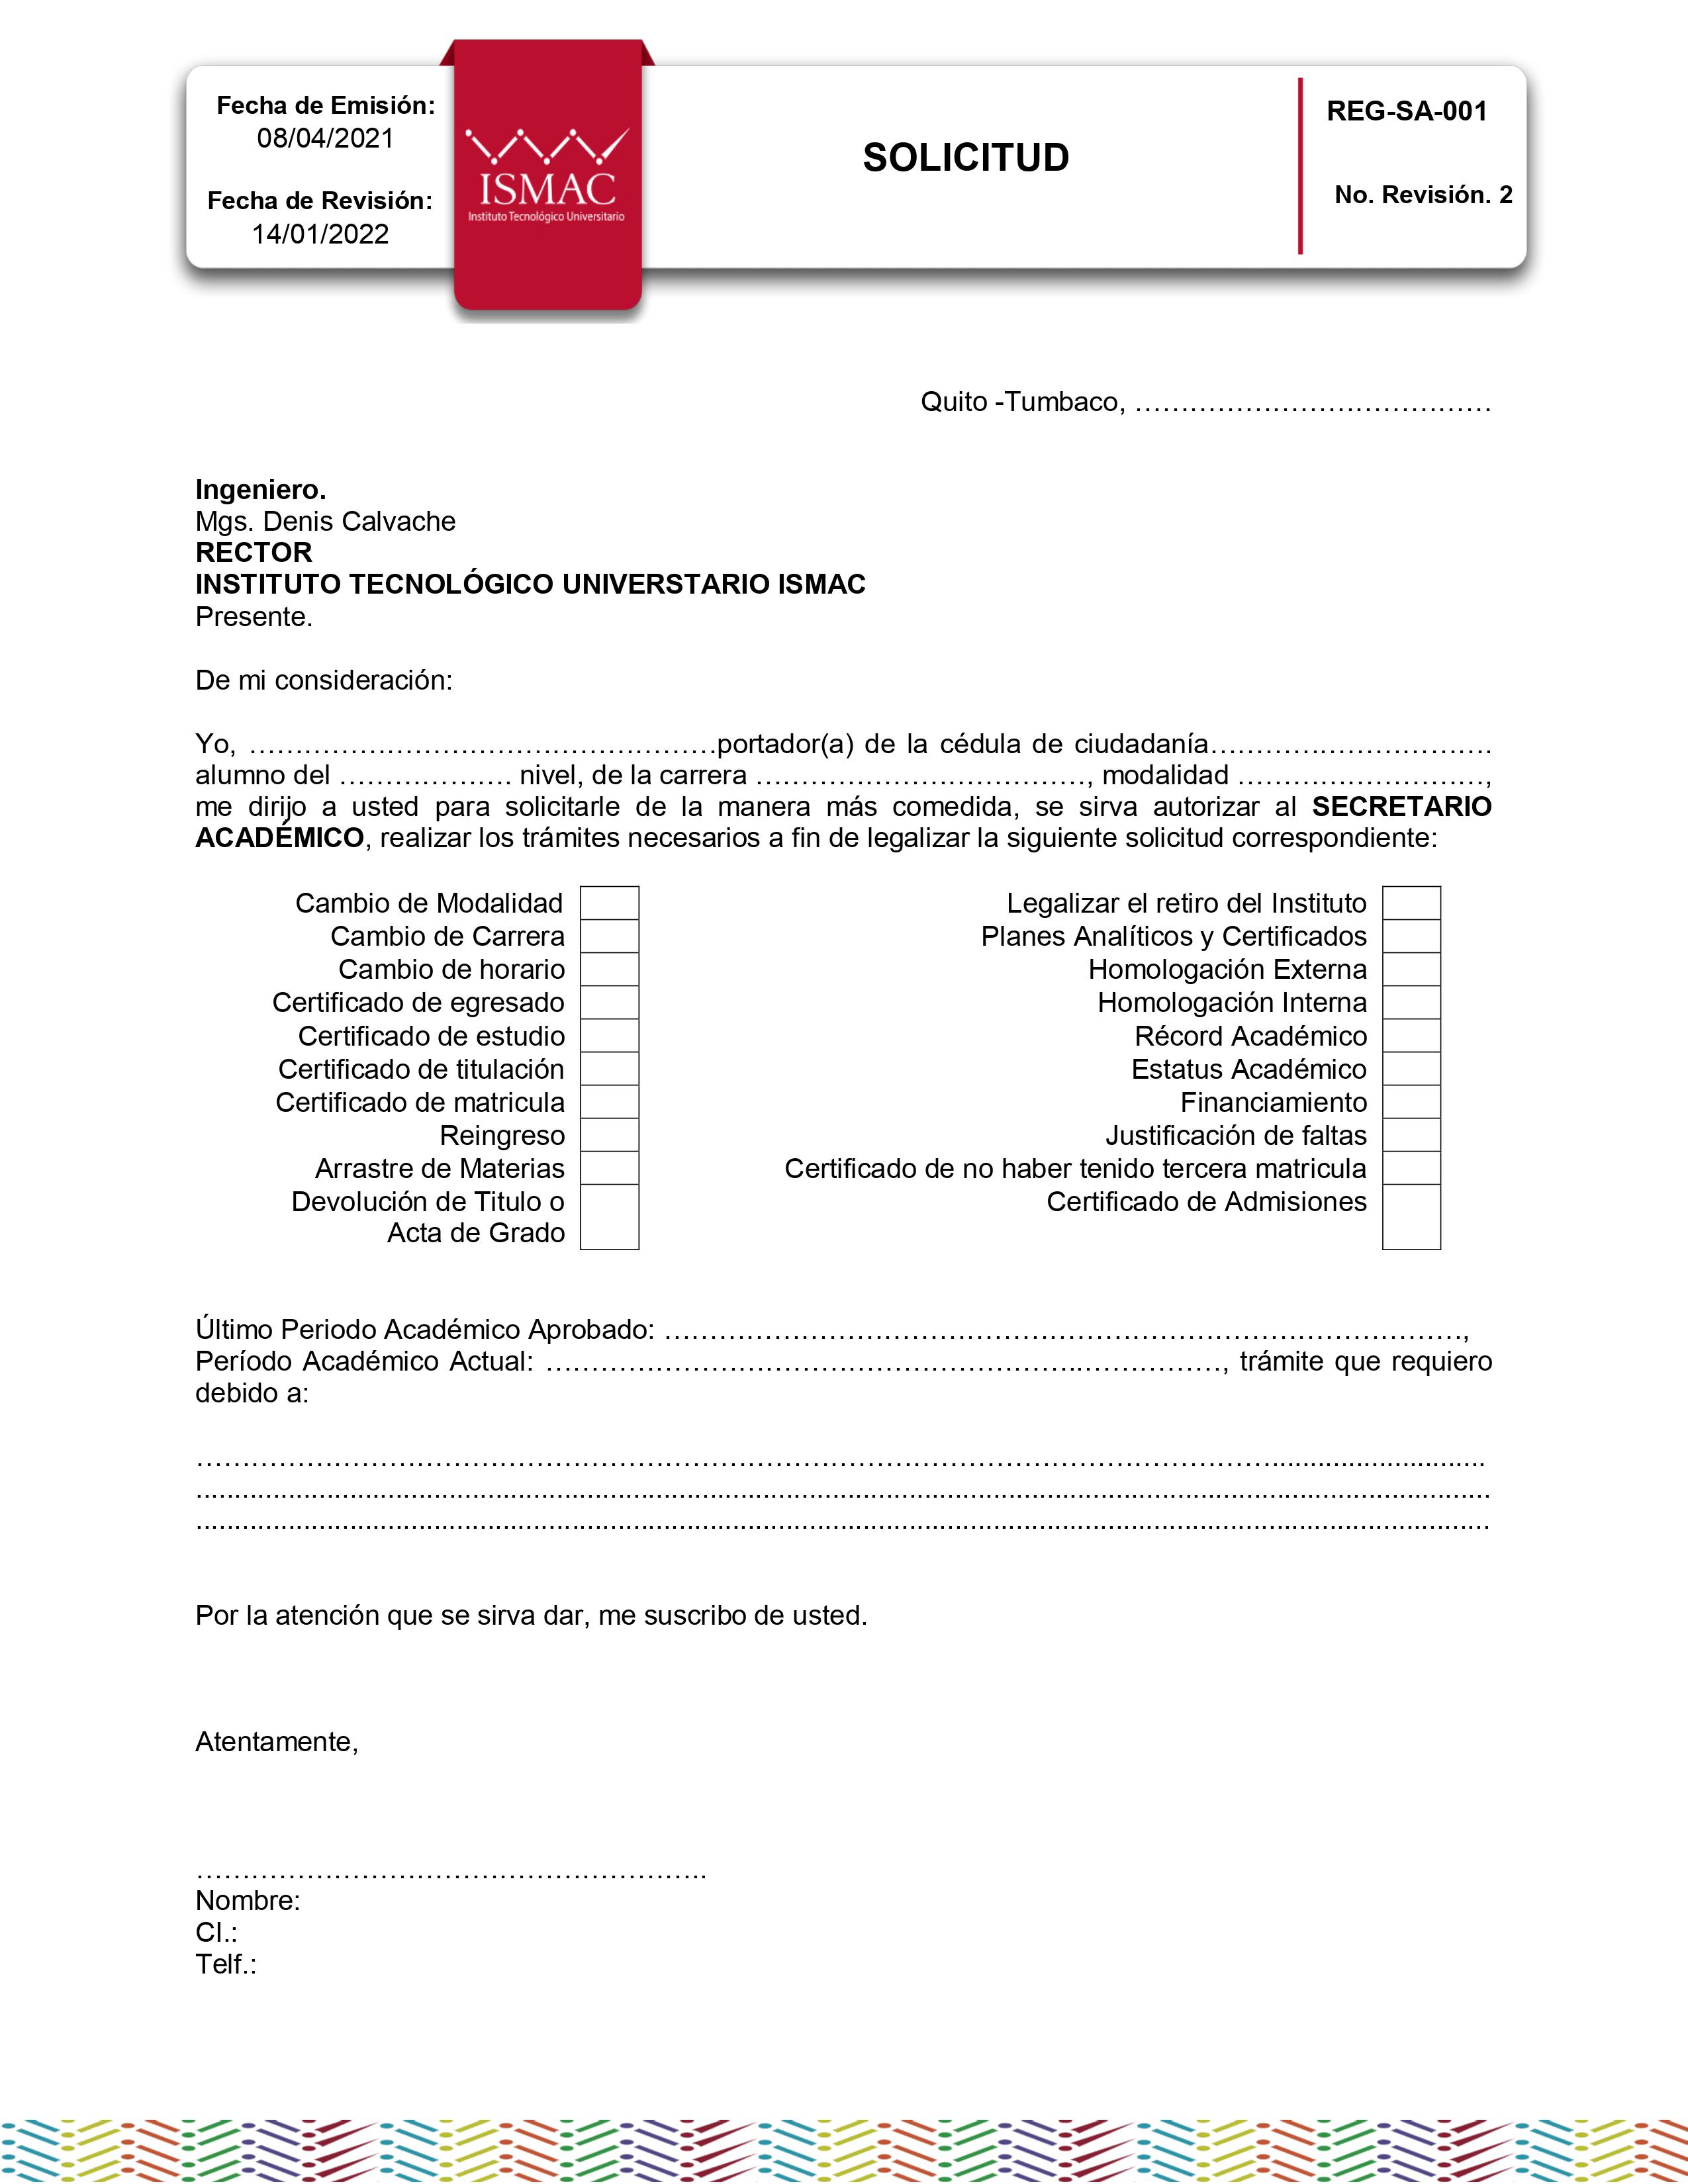 Fecha de Emisión:
08/04/2021
Fecha de Revisión:
14/01/2022
ISMAC
Instituto Tecnológico Universitario
SOLICITUD
REG-SA-001
No. Revisión. 2
Quito -Tumbaco, …………………………………
Ingeniero.
Mgs. Denis Calvache
RECTOR
INSTITUTO TECNOLÓGICO UNIVERSTARIO ISMAC
Presente.
De mi consideración:
Yo, ……………………………………………portador(a) de la cédula de ciudadanía………………………….
alumno del ………………. nivel, de la carrera ………………………………, modalidad ………………………,
me dirijo a usted para solicitarle de la manera más comedida, se sirva autorizar al SECRETARIO
ACADÉMICO, realizar los trámites necesarios a fin de legalizar la siguiente solicitud correspondiente:
Cambio de Modalidad
Legalizar el retiro del Instituto
Cambio de Carrera
Planes Analíticos y Certificados
Cambio de horario
Homologación Externa
Certificado de egresado
Homologación Interna
Certificado de estudio
Récord Académico
Certificado de titulación
Estatus Académico
Certificado de matricula
Financiamiento
Reingreso
Justificación de faltas
Arrastre de Materias
Certificado de no haber tenido tercera matricula
Devolución de Titulo o
Certificado de Admisiones
Acta de Grado
Último Periodo Académico Aprobado: ……………………………………………………………………………,
Período Académico Actual: …………………………………………………..……………, trámite que requiero
debido a:
………………………………………………………………………………………………………............................
..............................................................................................................................................................
..............................................................................................................................................................
Por la atención que se sirva dar, me suscribo de usted.
Atentamente,
………………………………………………..
Nombre:
CI.:
Telf.: